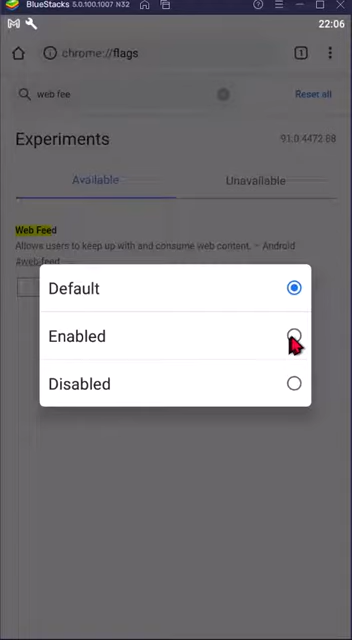 BlueStacks 5.0.100.1007 N32
22:06
chrome://flags
1
web fee
Reset all
Experiments
91.0.4472.88
Available
Unavailable
Web Feed
Allows users to keep up with and consume web content. – Android
#web-feed
Default
Enabled
Disabled